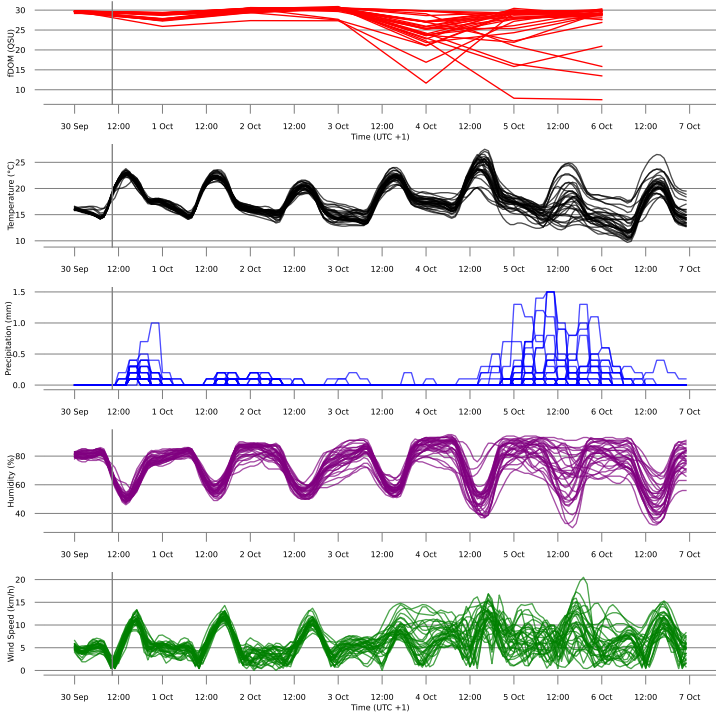 30
25
20
15
10
fDOM (QSU)
30 Sep 12:00 1 Oct 12:00 2 Oct 12:00 3 Oct 12:00 4 Oct 12:00 5 Oct 12:00 6 Oct 12:00 7 Oct
Time (UTC +1)
25
20
15
10
Temperature (°C)
30 Sep 12:00 1 Oct 12:00 2 Oct 12:00 3 Oct 12:00 4 Oct 12:00 5 Oct 12:00 6 Oct 12:00 7 Oct
1.5
1.0
0.5
0.0
Precipitation (mm)
30 Sep 12:00 1 Oct 12:00 2 Oct 12:00 3 Oct 12:00 4 Oct 12:00 5 Oct 12:00 6 Oct 12:00 7 Oct
80
60
40
Humidity (%)
30 Sep 12:00 1 Oct 12:00 2 Oct 12:00 3 Oct 12:00 4 Oct 12:00 5 Oct 12:00 6 Oct 12:00 7 Oct
20
15
10
5
0
Wind Speed (km/h)
30 Sep 12:00 1 Oct 12:00 2 Oct 12:00 3 Oct 12:00 4 Oct 12:00 5 Oct 12:00 6 Oct 12:00 7 Oct
Time (UTC +1)